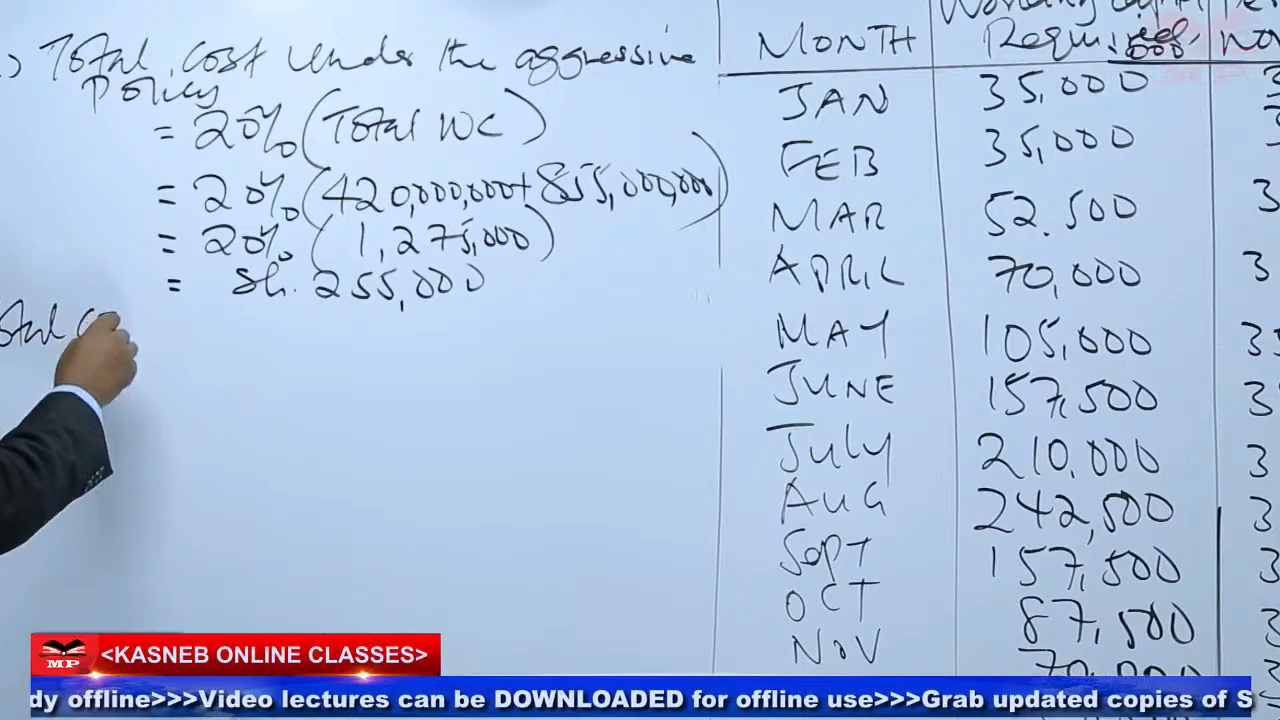 ) Total cost under the aggressive
Policy
= 20% (Total WC)
= 20% (420,000,000 + 855,000,000)
= 20% (1,275,000)
= Sh. 255,000
MONTH
Required
000
JAN 35,000
FEB 35,000
MAR 52.500
APRIL 70,000
MAY 105,000
JUNE 157,500
July 210.000
AUG 242,500
Sept 157,500
OCT 87,500
NOV
MP
<KASNEB ONLINE CLASSES>
dy offline>>>Video lectures can be DOWNLOADED for offline use>>>Grab updated copies of S